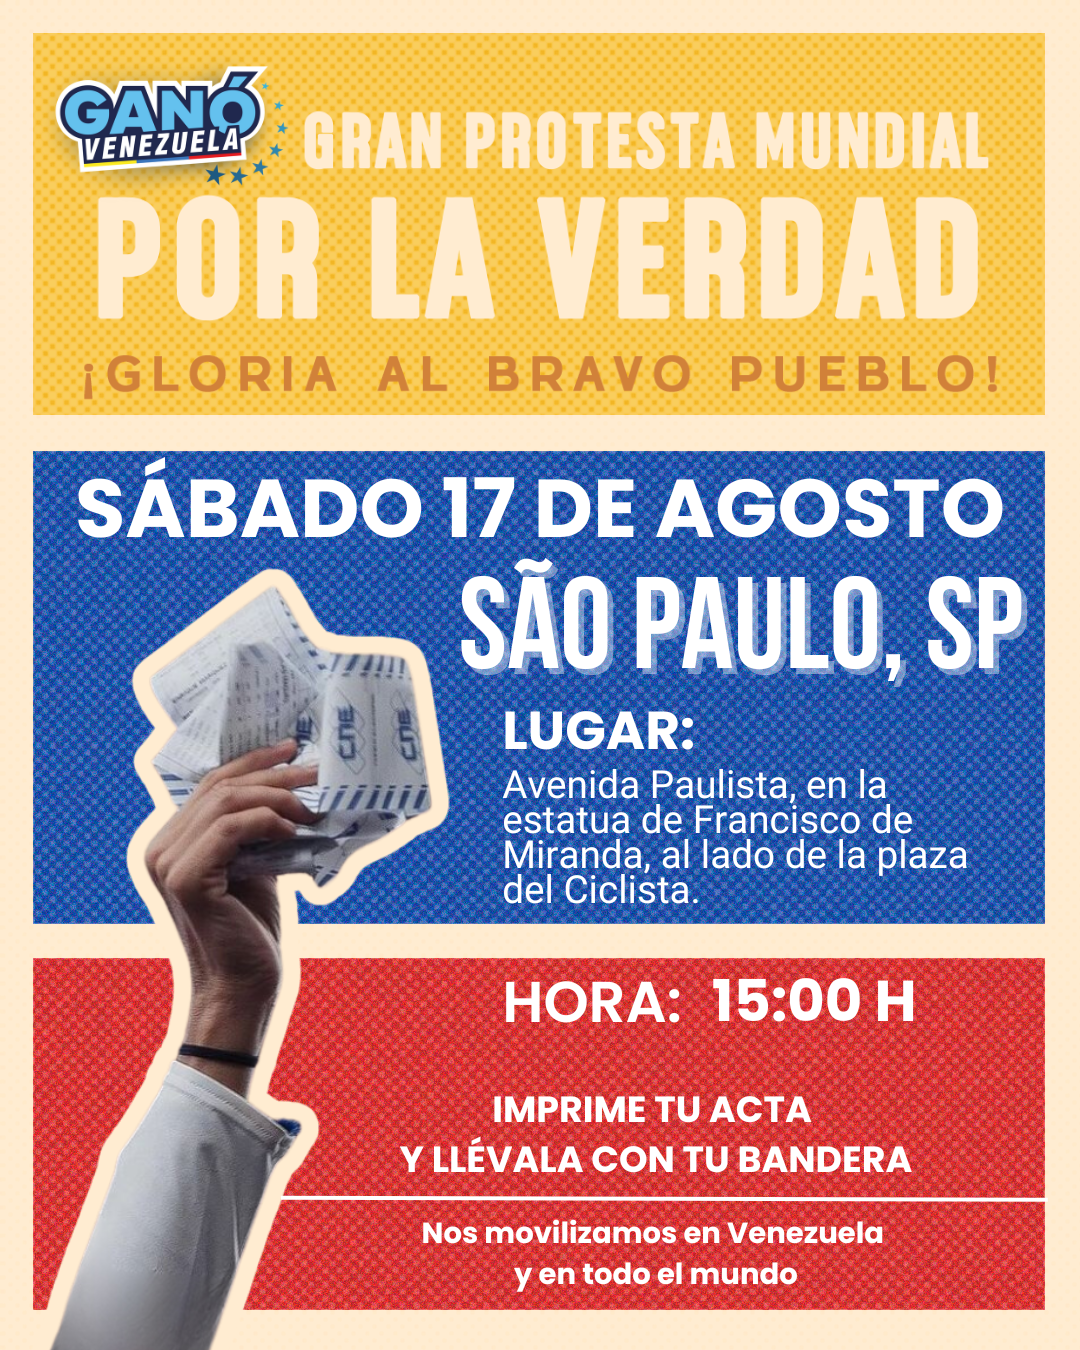 GANÓ
VENEZUELA
GRAN PROTESTA MUNDIAL
POR LA VERDAD
¡GLORIA AL BRAVO PUEBLO!
SÁBADO 17 DE AGOSTO
SÃO PAULO, SP
LUGAR:
Avenida Paulista, en la
estatua de Francisco de
Miranda, al lado de la plaza
del Ciclista.
CNE
CNE
HORA: 15:00 H
IMPRIME TU ACTA
Y LLÉVALA CON TU BANDERA
Nos movilizamos en Venezuela
y en todo el mundo